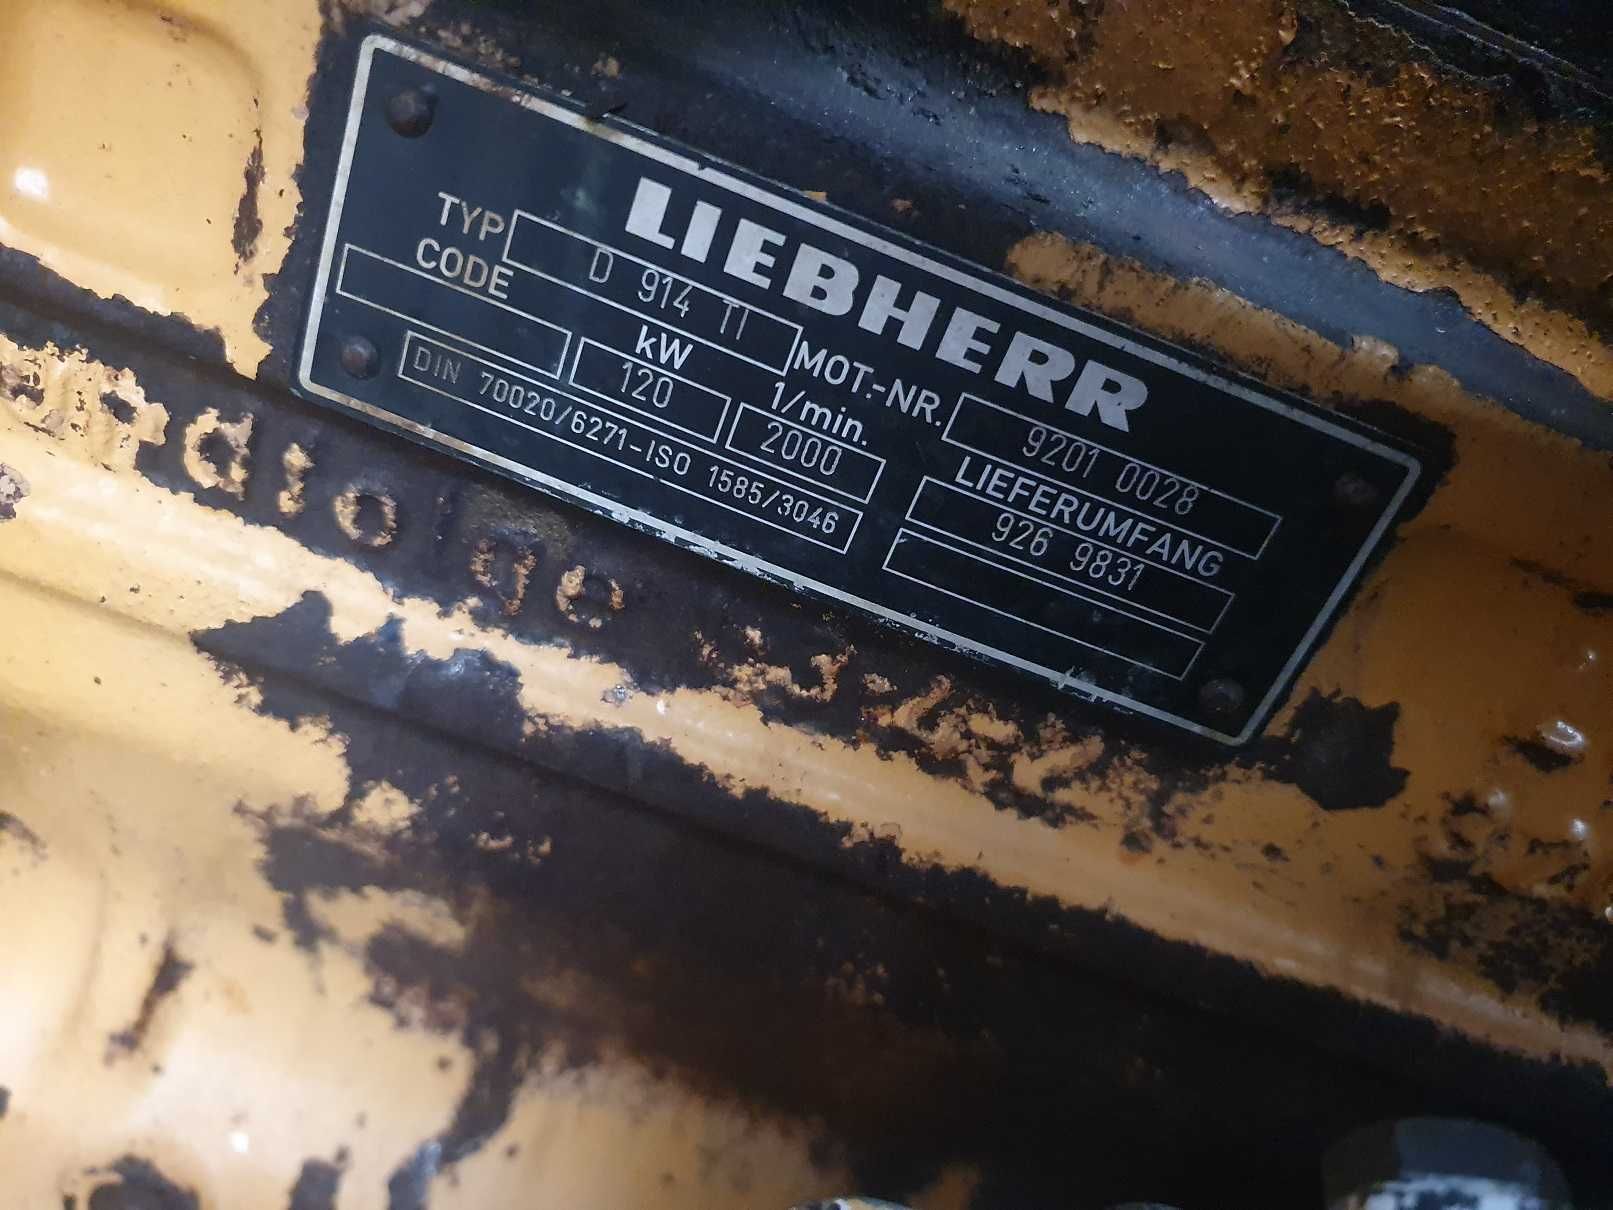 LIEBHERR
TYP D 914 TI MOT.-NR. 9201 0028
CODE kW 120 1/min. 2000 LIEFERUMFANG 926 9831
DIN 70020/6271-ISO 1585/3046